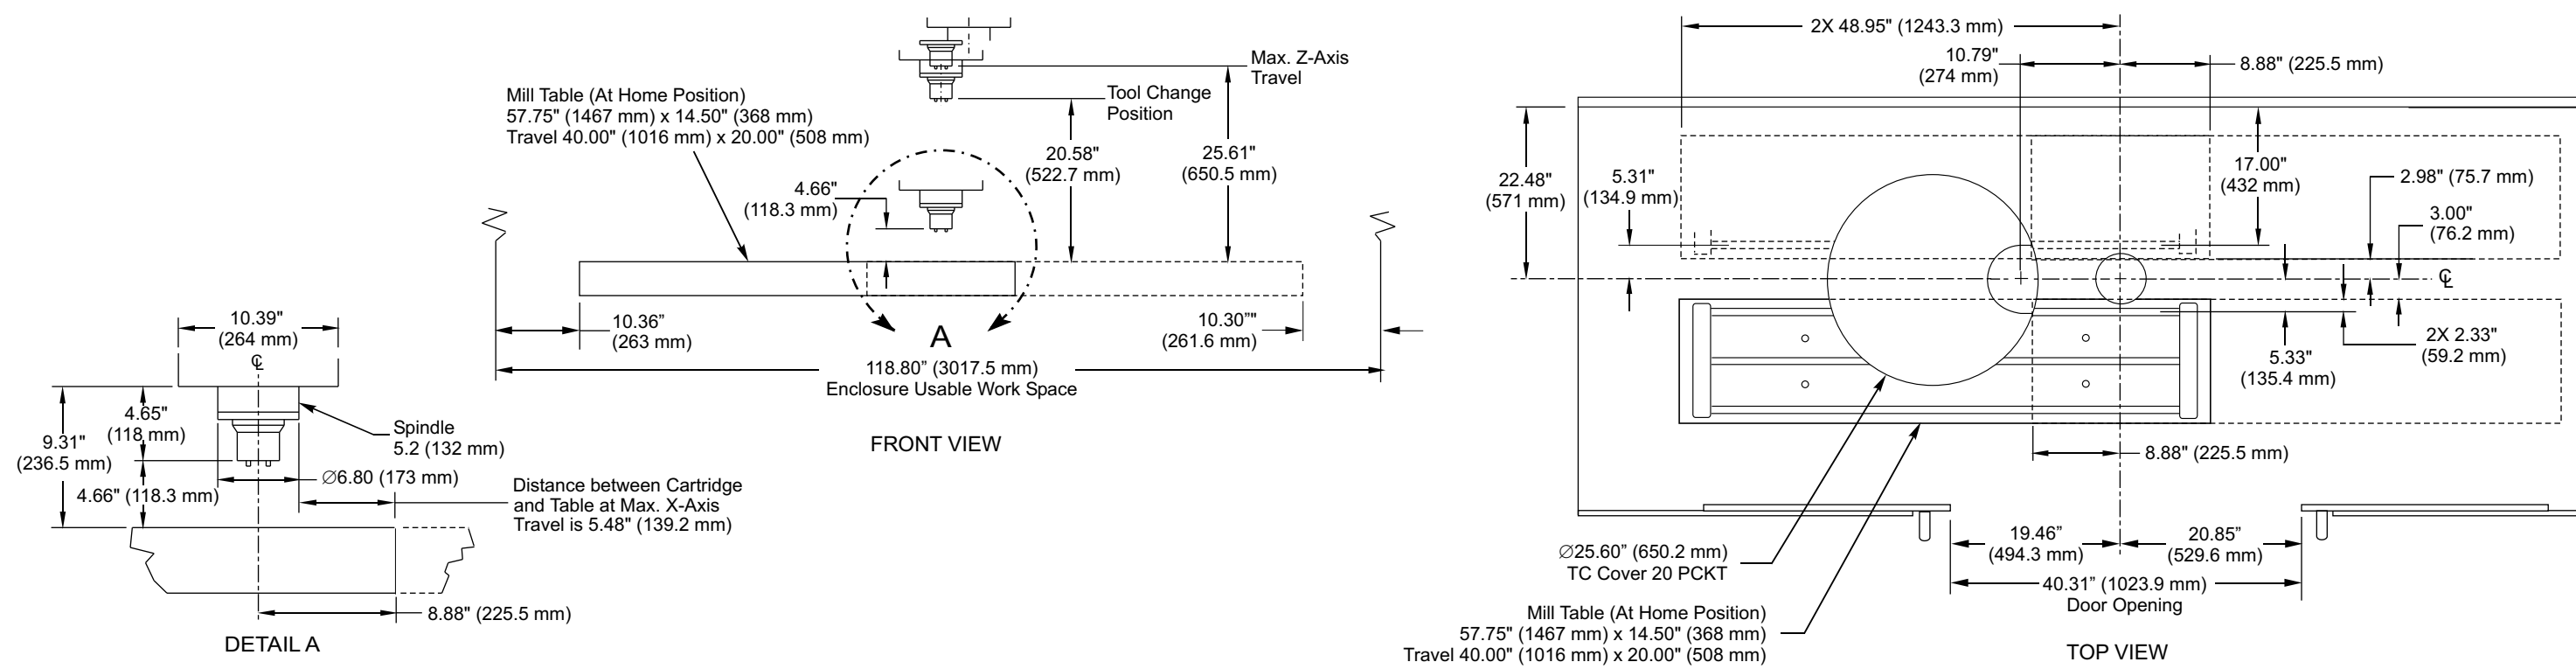 Max. Z-Axis
Travel
Tool Change
Position
Mill Table (At Home Position)
57.75" (1467 mm) x 14.50" (368 mm)
Travel 40.00" (1016 mm) x 20.00" (508 mm)
20.58"
(522.7 mm)
25.61"
(650.5 mm)
4.66"
(118.3 mm)
10.36”
(263 mm)
A
10.30”"
(261.6 mm)
118.80” (3017.5 mm)
Enclosure Usable Work Space
FRONT VIEW
10.39"
(264 mm)
℄
4.65"
(118 mm)
9.31"
(236.5 mm)
4.66" (118.3 mm)
Spindle
5.2 (132 mm)
∅6.80 (173 mm)
Distance between Cartridge
and Table at Max. X-Axis
Travel is 5.48" (139.2 mm)
8.88" (225.5 mm)
DETAIL A
2X 48.95" (1243.3 mm)
10.79"
(274 mm)
8.88" (225.5 mm)
22.48"
(571 mm)
5.31"
(134.9 mm)
17.00"
(432 mm)
2.98" (75.7 mm)
3.00"
(76.2 mm)
℄
2X 2.33"
(59.2 mm)
5.33"
(135.4 mm)
8.88" (225.5 mm)
19.46”
(494.3 mm)
20.85”
(529.6 mm)
40.31” (1023.9 mm)
Door Opening
∅25.60” (650.2 mm)
TC Cover 20 PCKT
Mill Table (At Home Position)
57.75" (1467 mm) x 14.50" (368 mm)
Travel 40.00" (1016 mm) x 20.00" (508 mm)
TOP VIEW